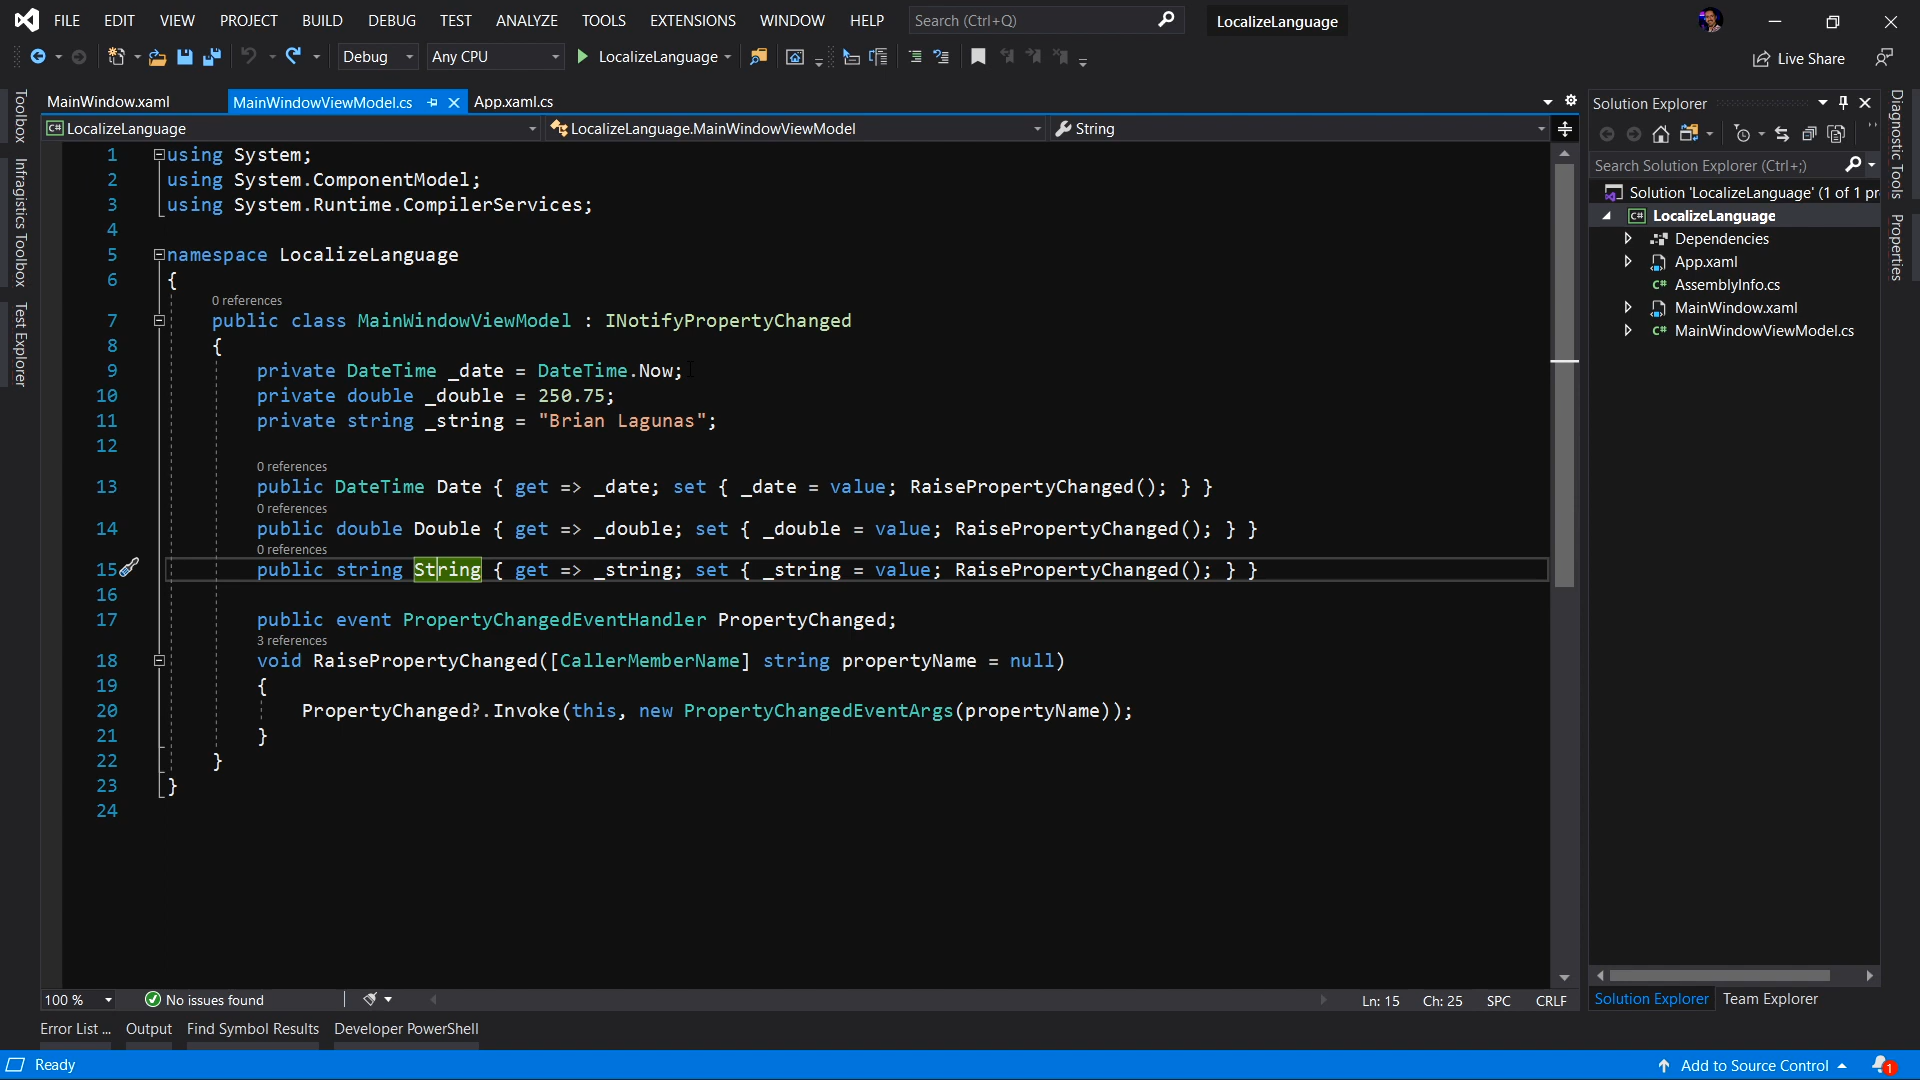 FILE EDIT VIEW PROJECT BUILD DEBUG TEST ANALYZE TOOLS EXTENSIONS WINDOW HELP Search (Ctrl+Q) LocalizeLanguage
Debug Any CPU LocalizeLanguage Live Share
MainWindow.xaml MainWindowViewModel.cs App.xaml.cs
LocalizeLanguage LocalizeLanguage.MainWindowViewModel String
1 using System;
2 using System.ComponentModel;
3 using System.Runtime.CompilerServices;
4
5 namespace LocalizeLanguage
6 {
0 references
7 public class MainWindowViewModel : INotifyPropertyChanged
8 {
9 private DateTime _date = DateTime.Now;
10 private double _double = 250.75;
11 private string _string = "Brian Lagunas";
12
0 references
13 public DateTime Date { get => _date; set { _date = value; RaisePropertyChanged(); } }
0 references
14 public double Double { get => _double; set { _double = value; RaisePropertyChanged(); } }
0 references
15 public string String { get => _string; set { _string = value; RaisePropertyChanged(); } }
16
17 public event PropertyChangedEventHandler PropertyChanged;
3 references
18 void RaisePropertyChanged([CallerMemberName] string propertyName = null)
19 {
20 PropertyChanged?.Invoke(this, new PropertyChangedEventArgs(propertyName));
21 }
22 }
23 }
24
100 % No issues found Ln: 15 Ch: 25 SPC CRLF
Error List ... Output Find Symbol Results Developer PowerShell
Ready Add to Source Control 1
Toolbox
Infragistics Toolbox
Test Explorer
Solution Explorer
Search Solution Explorer (Ctrl+;)
Solution 'LocalizeLanguage' (1 of 1 pr
LocalizeLanguage
Dependencies
App.xaml
AssemblyInfo.cs
MainWindow.xaml
MainWindowViewModel.cs
Solution Explorer Team Explorer
Diagnostic Tools
Properties